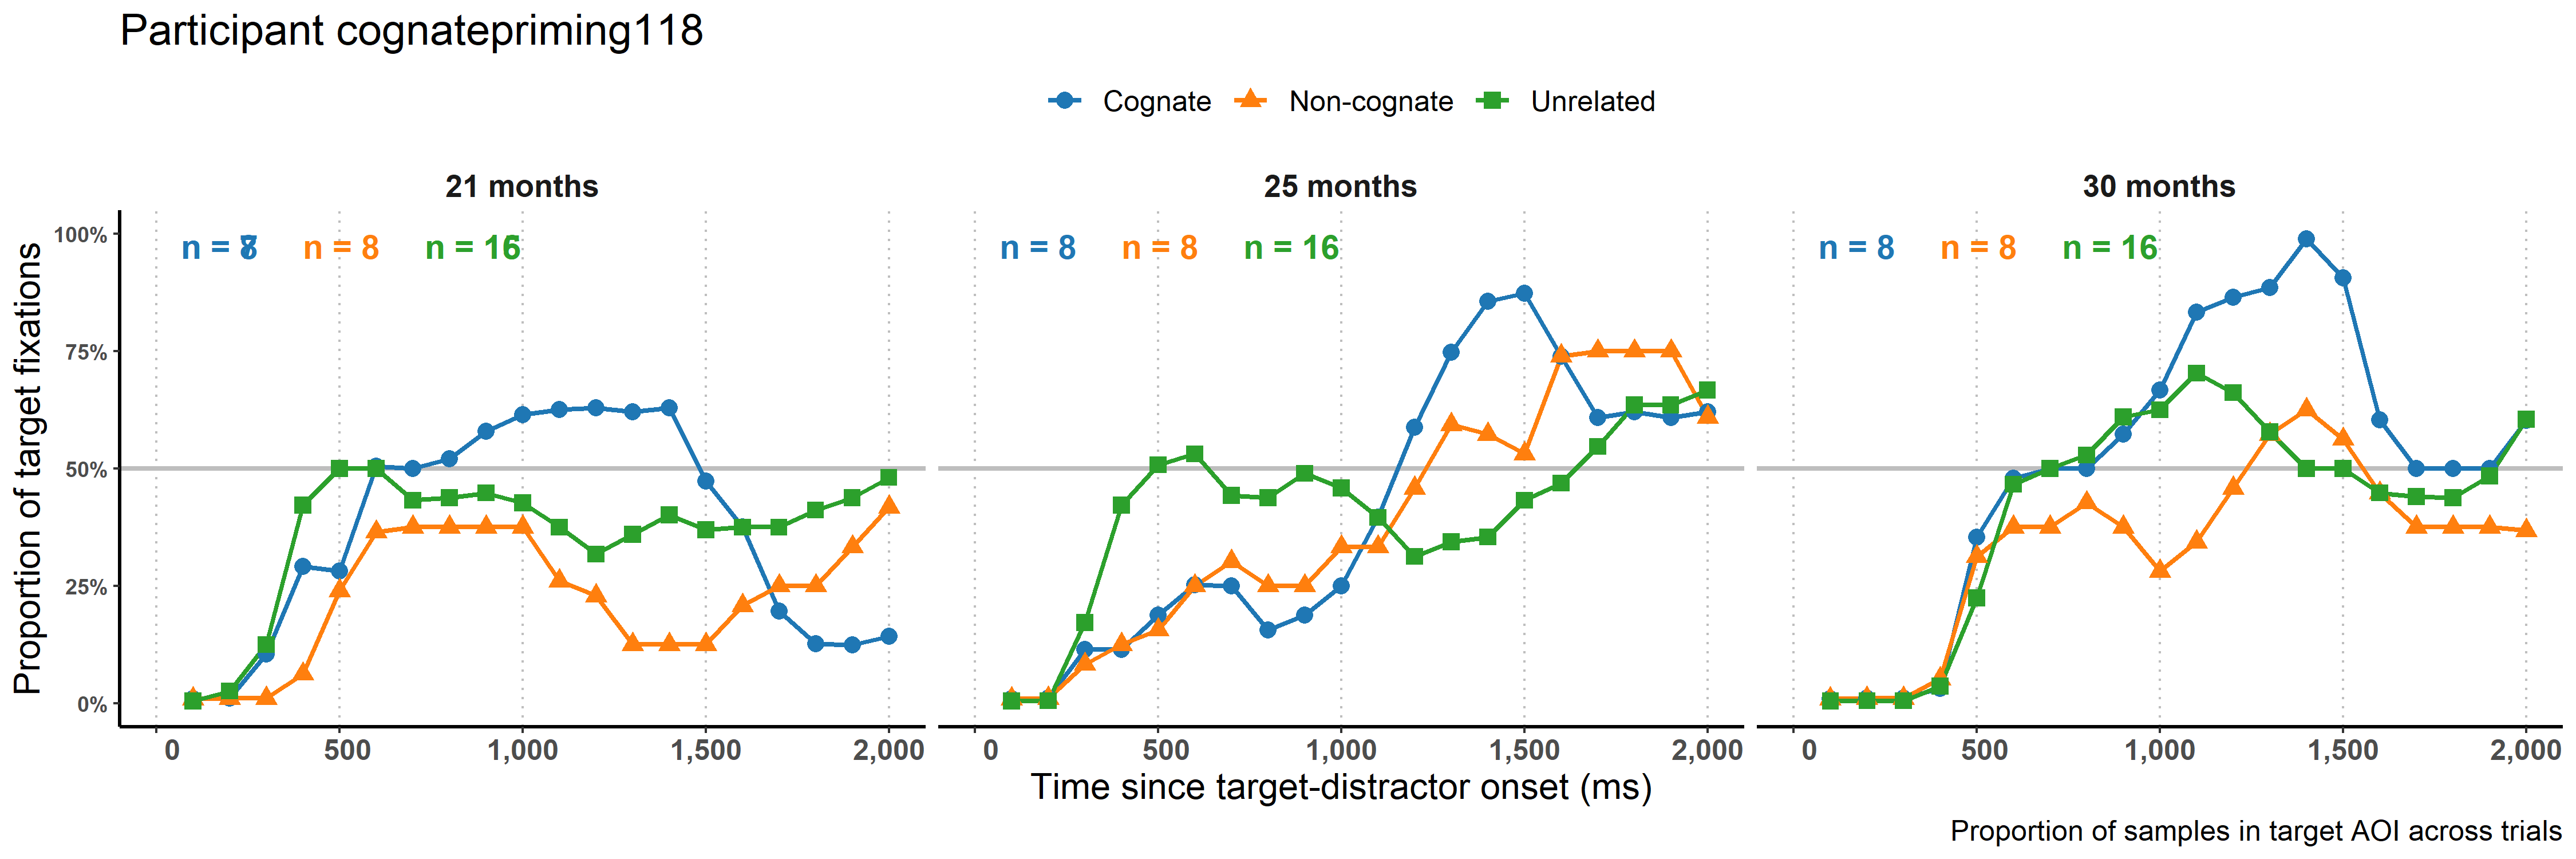 Participant cognatepriming118
Cognate Non-cognate Unrelated
21 months 25 months 30 months
n = n = 8 n =
n = 8 n = 8 n = 16
n = 8 n = 8 n = 16
Proportion of target fixations
100%
75%
50%
25%
0%
0 500 1,000 1,500 2,000
0 500 1,000 1,500 2,000
0 500 1,000 1,500 2,000
Time since target-distractor onset (ms)
Proportion of samples in target AOI across trials